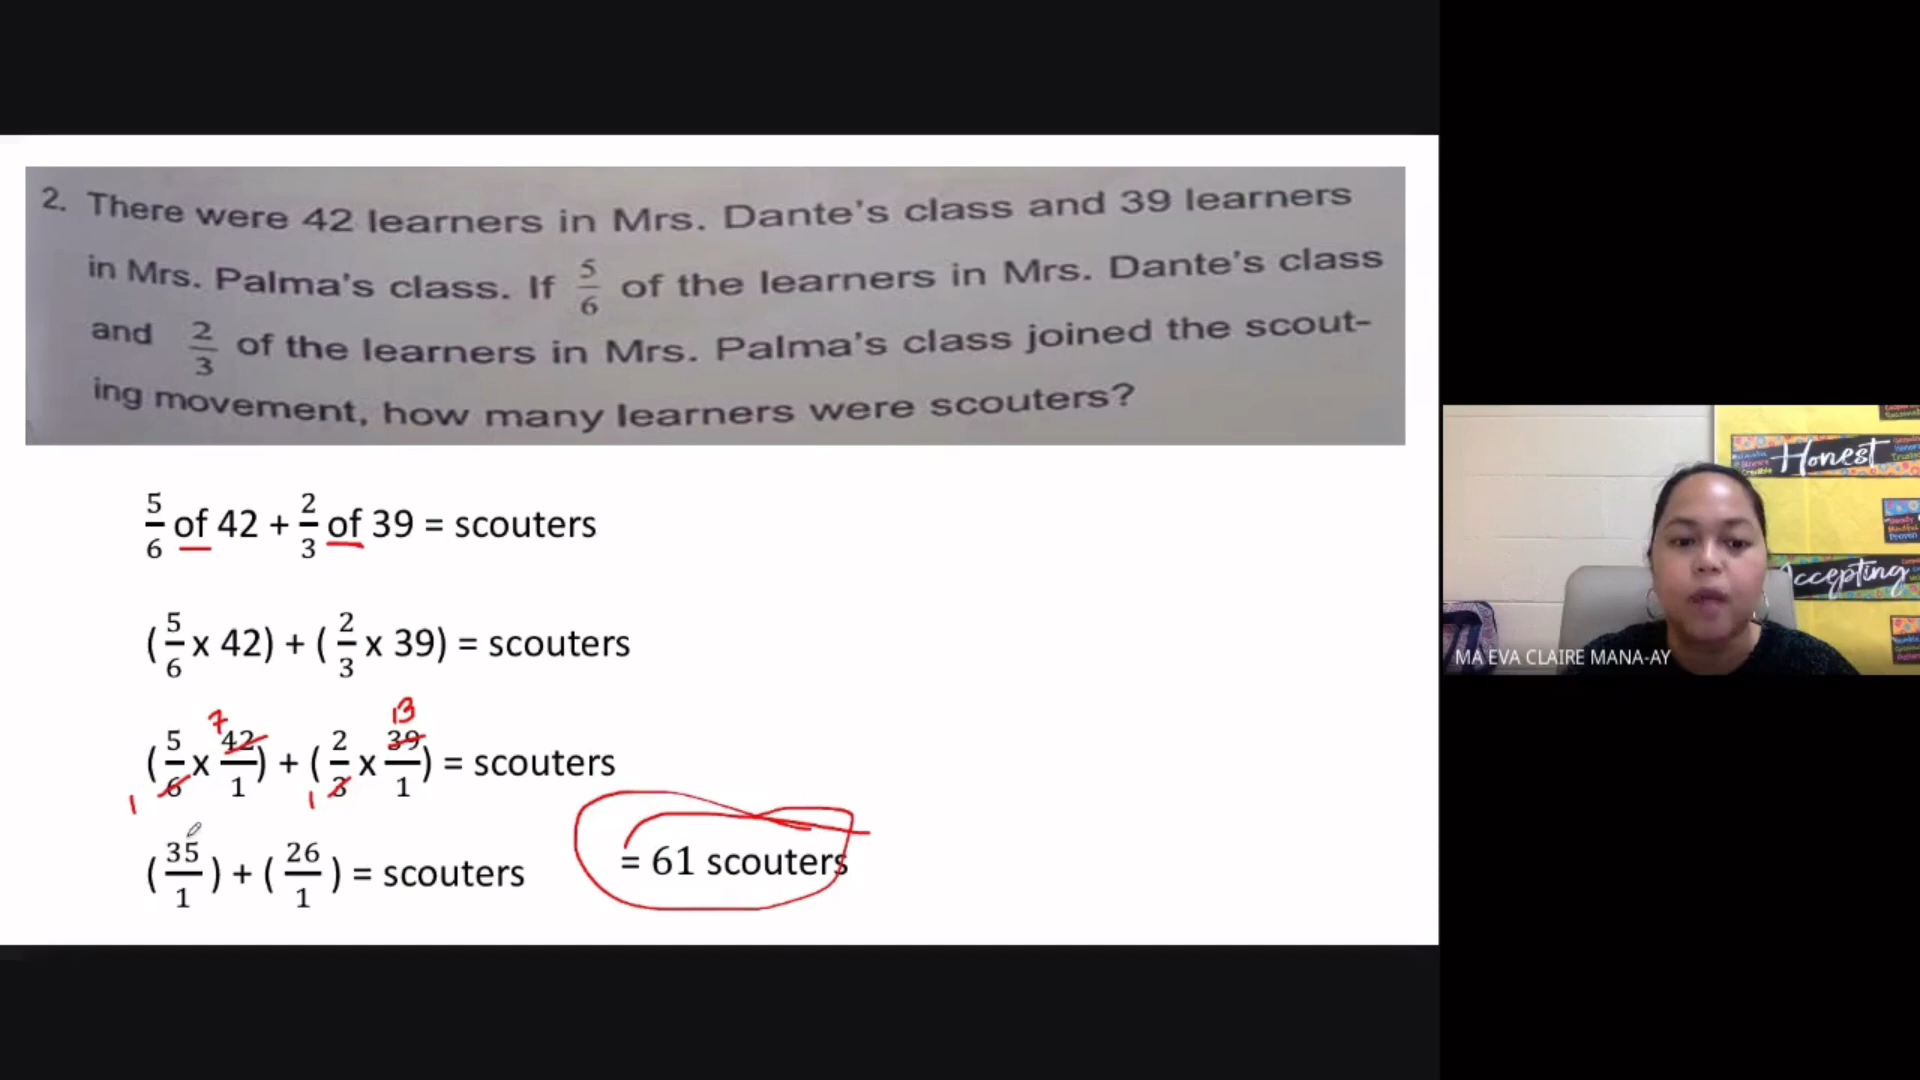 2. There were 42 learners in Mrs. Dante's class and 39 learners
in Mrs. Palma's class. If 5/6 of the learners in Mrs. Dante's class
and 2/3 of the learners in Mrs. Palma's class joined the scout-
ing movement, how many learners were scouters?
5/6 of 42 + 2/3 of 39 = scouters
(5/6 x 42) + (2/3 x 39) = scouters
7 13
(5/6 x 42/1) + (2/3 x 39/1) = scouters
1 1
(35/1) + (26/1) = scouters
= 61 scouters
Honest
Accepting
Proven
MA EVA CLAIRE MANA-AY